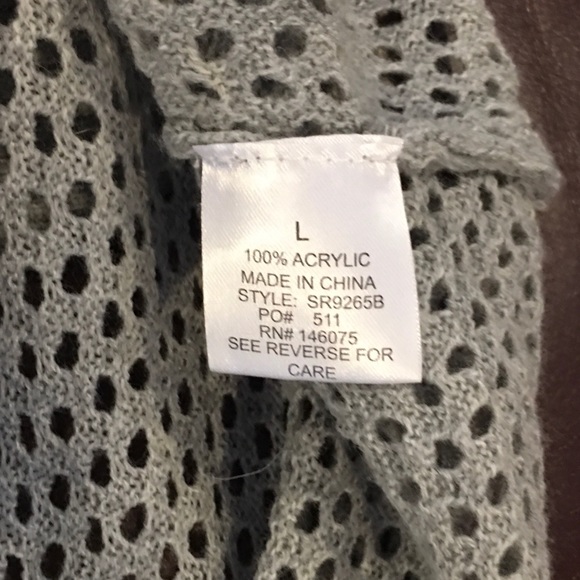 L
100% ACRYLIC
MADE IN CHINA
STYLE: SR9265B
PO# 511
RN# 146075
SEE REVERSE FOR
CARE